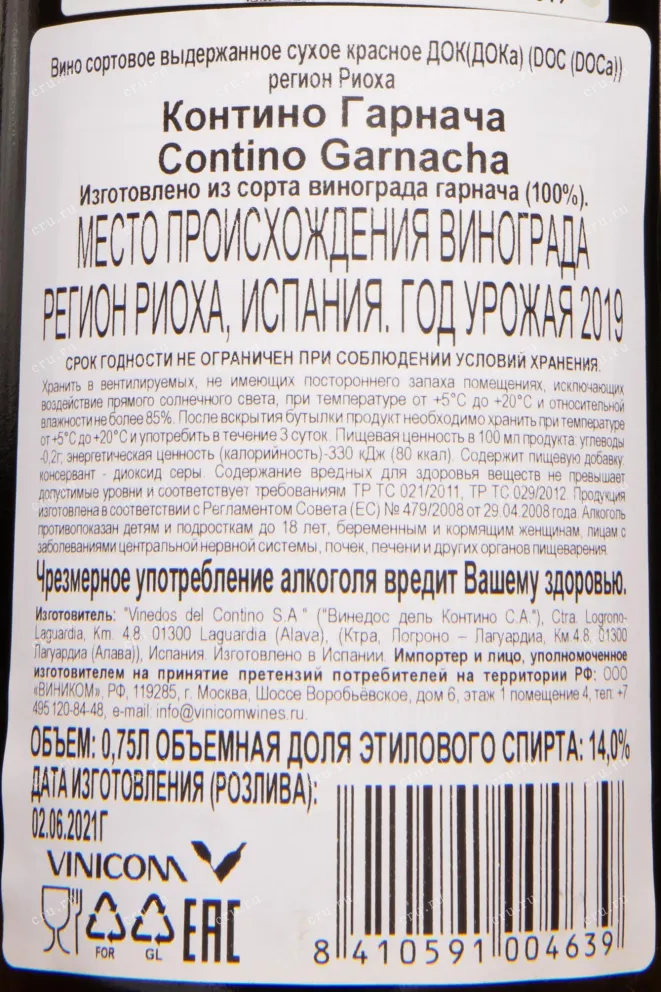 Вино сортовое выдержанное сухое красное ДОК(ДОКа) (DOC (DOCa))
регион Риоха
Контино Гарнача
Contino Garnacha
Изготовлено из сорта винограда гарнача (100%).
МЕСТО ПРОИСХОЖДЕНИЯ ВИНОГРАДА
РЕГИОН РИОХА, ИСПАНИЯ. ГОД УРОЖАЯ 2019
СРОК ГОДНОСТИ НЕ ОГРАНИЧЕН ПРИ СОБЛЮДЕНИИ УСЛОВИЙ ХРАНЕНИЯ.
Хранить в вентилируемых, не имеющих постороннего запаха помещениях, исключающих
воздействие прямого солнечного света, при температуре от +5°С до +20°С и относительной
влажности не более 85%. После вскрытия бутылки продукт необходимо хранить при температуре
от +5°С до +20°С и употребить в течение 3 суток. Пищевая ценность в 100 мл продукта: углеводы
-0,2г; энергетическая ценность (калорийность)-330 кДж (80 ккал). Содержит пищевую добавку:
консервант - диоксид серы. Содержание вредных для здоровья веществ не превышает
допустимые уровни и соответствует требованиям ТР ТС 021/2011, ТР ТС 029/2012. Продукция
изготовлена в соответствии с Регламентом Совета (ЕС) № 479/2008 от 29.04.2008 года. Алкоголь
противопоказан детям и подросткам до 18 лет, беременным и кормящим женщинам, лицам с
заболеваниями центральной нервной системы, почек, печени и других органов пищеварения.
Чрезмерное употребление алкоголя вредит Вашему здоровью.
Изготовитель: "Vinedos del Contino S.A." ("Винедос дель Контино С.А."), Ctra. Logrono-
Laguardia, Km. 4.8. 01300 Laguardia (Alava), (Ктра, Логроно – Лагуардиа, Км 4.8. 01300
Лагуардиа (Алава)), Испания. Изготовлено в Испании. Импортер и лицо, уполномоченное
изготовителем на принятие претензий потребителей на территории РФ: ООО
«ВИНИКОМ», РФ, 119285, г. Москва, Шоссе Воробьёвское, дом 6, этаж 1 помещение 4, тел: +7
495 120-84-48, e-mail: info@vinicomwines.ru.
ОБЪЕМ: 0,75Л ОБЪЕМНАЯ ДОЛЯ ЭТИЛОВОГО СПИРТА: 14,0%
ДАТА ИЗГОТОВЛЕНИЯ (РОЗЛИВА):
02.06.2021Г
VINICOM
FOR GL EAC
8 410591 004639